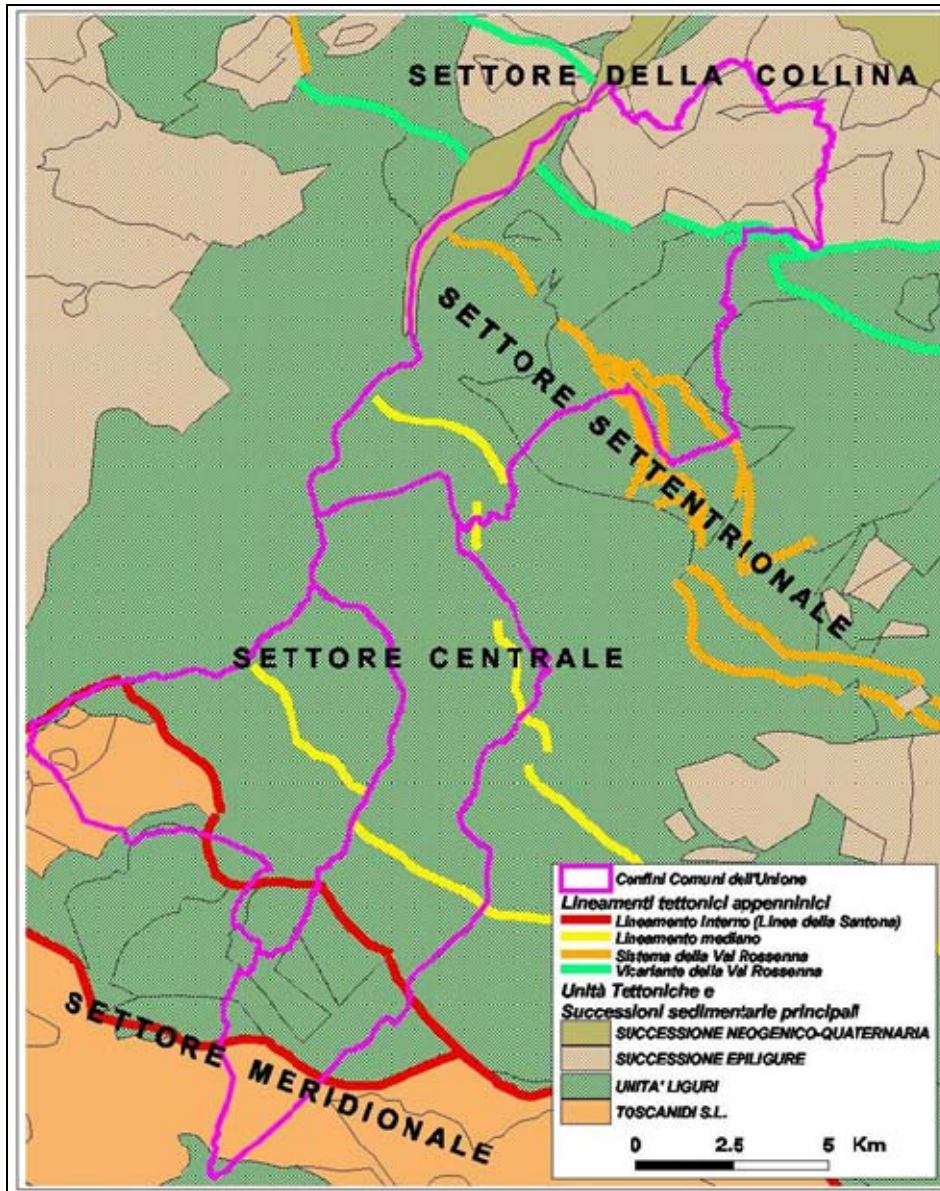 SETTORE DELLA COLLINA
SETTORE SETTENTRIONALE
SETTORE CENTRALE
SETTORE MERIDIONALE
Confini Comuni dell'Unione
Lineamenti tettonici appenninici
Lineamento Interno (Linea della Santona)
Lineamento mediano
Sistema della Val Rossenna
Vicariante della Val Rossenna
Unità Tettoniche e
Successioni sedimentarie principali
SUCCESSIONE NEOGENICO-QUATERNARIA
SUCCESSIONE EPILIGURE
UNITA' LIGURI
TOSCANIDI S.L.
0 2.5 5 Km